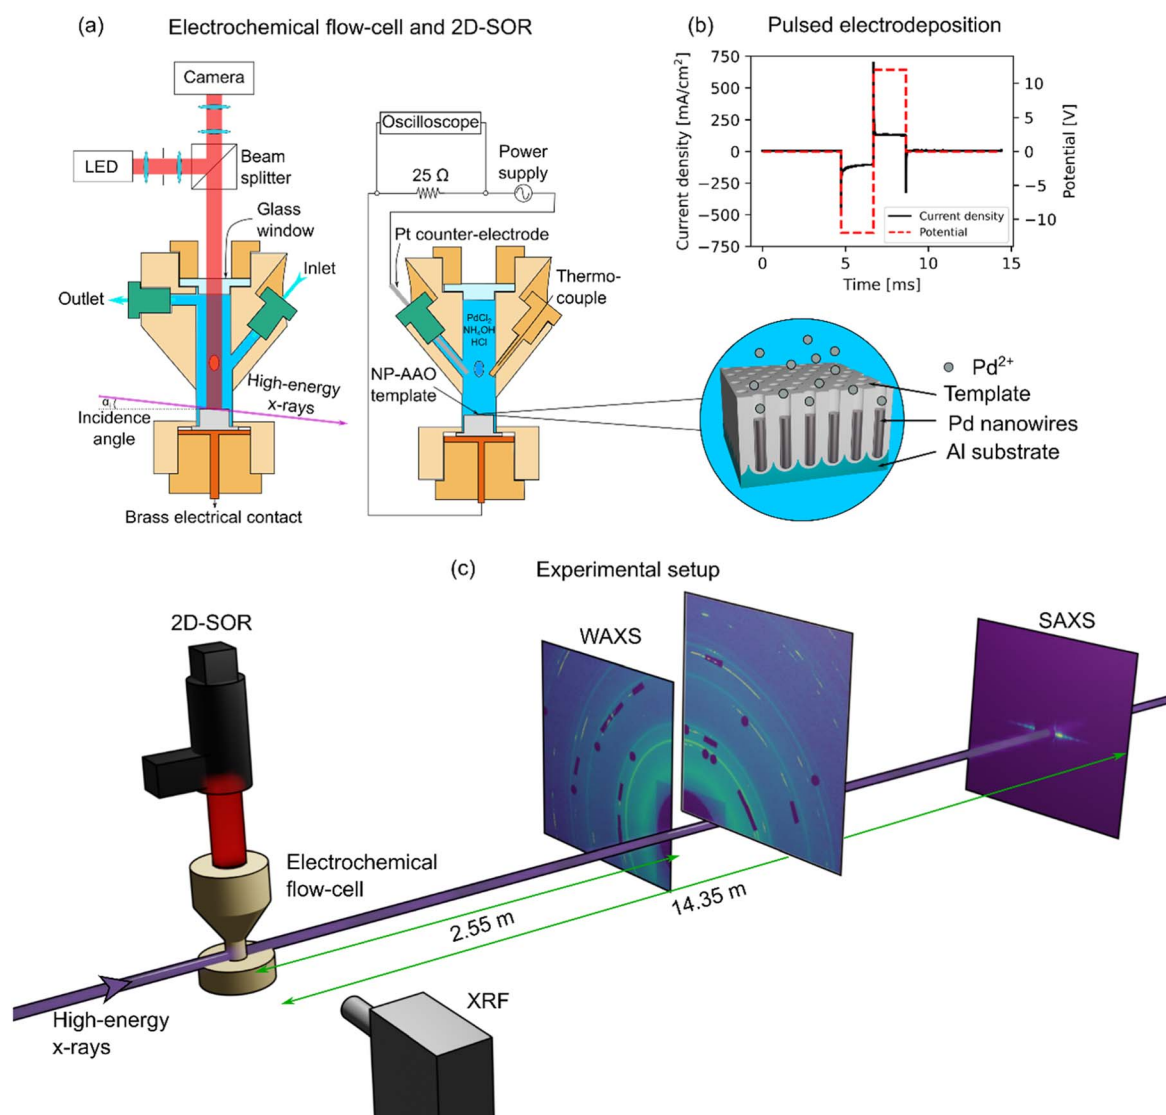 (a) Electrochemical flow-cell and 2D-SOR
Camera
LED
Beam
splitter
Glass
window
Inlet
Outlet
High-energy
x-rays
αi
Incidence
angle
Brass electrical contact
Oscilloscope
25 Ω
Power
supply
Pt counter-electrode
Thermo-
couple
PdCl2
NH4OH
HCl
NP-AAO
template
(b) Pulsed electrodeposition
Current density [mA/cm²]
750
500
250
0
−250
−500
−750
0 5 10 15
Time [ms]
10
5
0
−5
−10
Potential [V]
Current density
Potential
Pd²⁺
Template
Pd nanowires
Al substrate
(c) Experimental setup
2D-SOR
WAXS
SAXS
Electrochemical
flow-cell
2.55 m
14.35 m
XRF
High-energy
x-rays